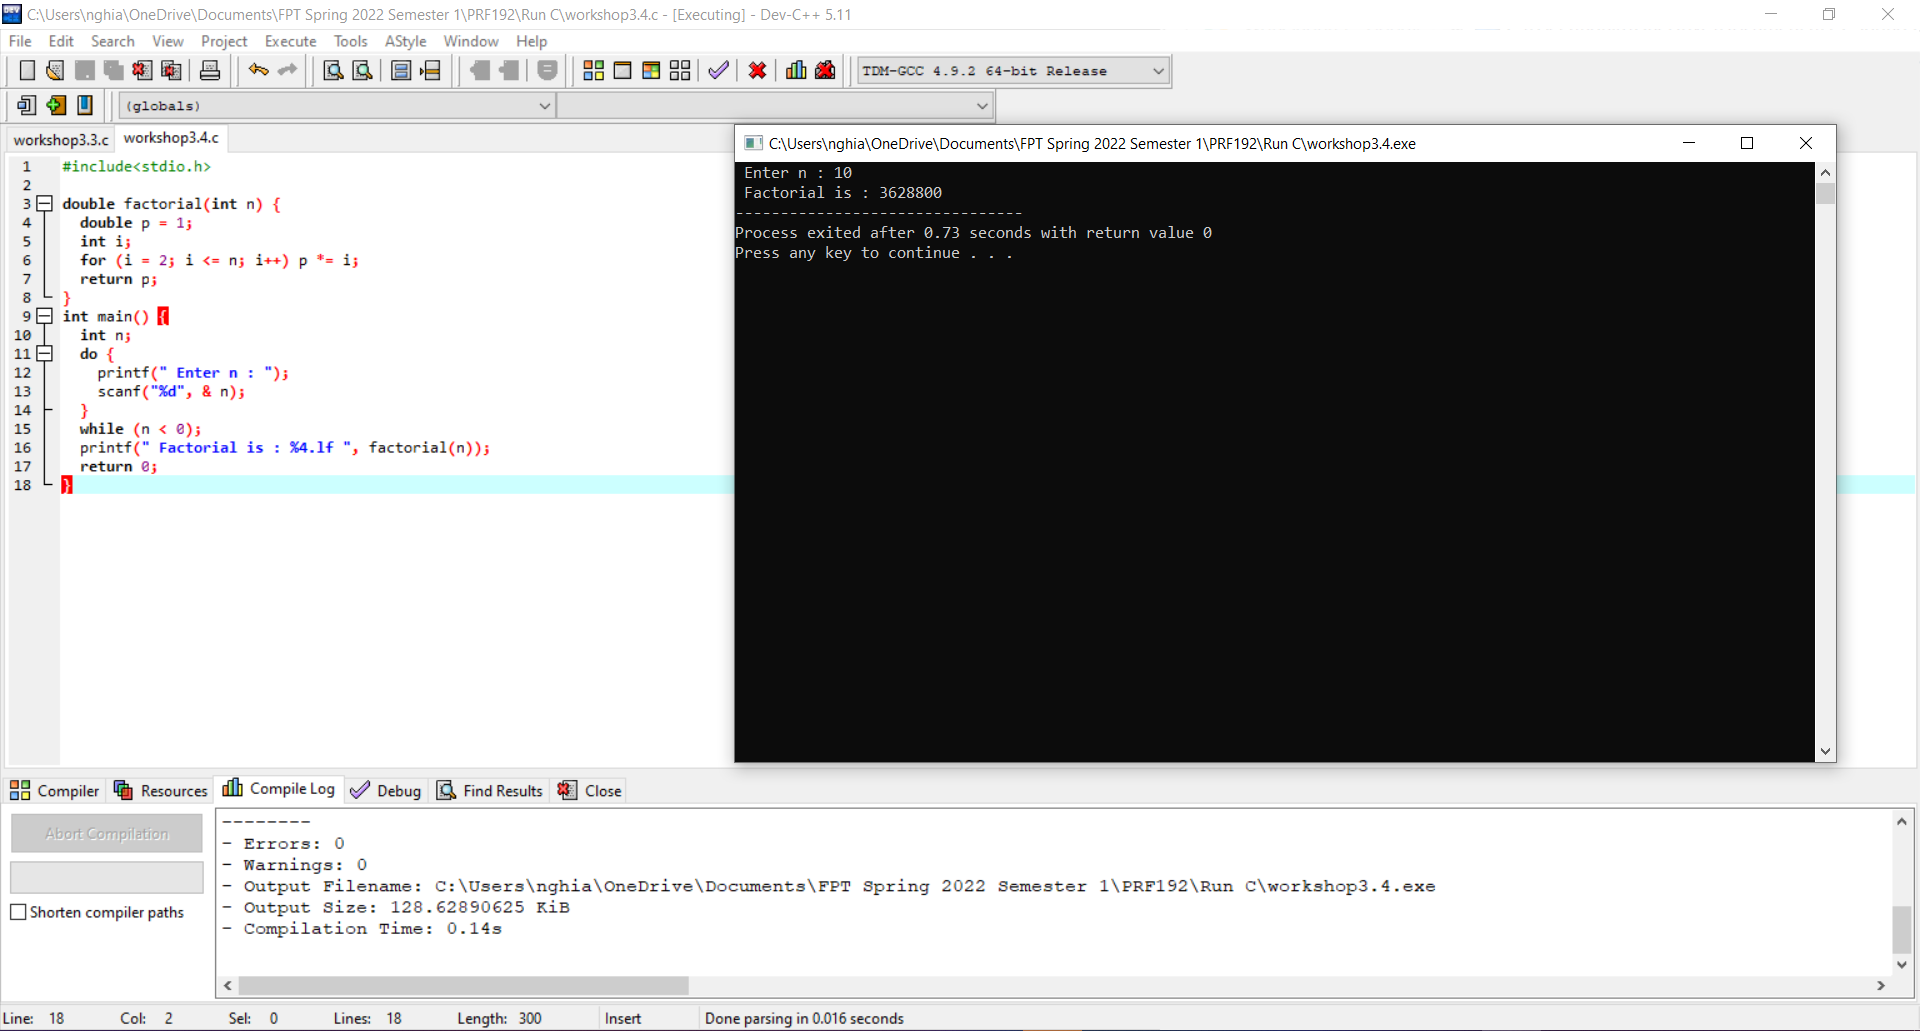 C:\Users\nghia\OneDrive\Documents\FPT Spring 2022 Semester 1\PRF192\Run C\workshop3.4.c - [Executing] - Dev-C++ 5.11
File Edit Search View Project Execute Tools AStyle Window Help
TDM-GCC 4.9.2 64-bit Release
(globals)
workshop3.3.c workshop3.4.c
1 #include<stdio.h>
2
3 double factorial(int n) {
4 double p = 1;
5 int i;
6 for (i = 2; i <= n; i++) p *= i;
7 return p;
8 }
9 int main() {
10 int n;
11 do {
12 printf(" Enter n : ");
13 scanf("%d", & n);
14 }
15 while (n < 0);
16 printf(" Factorial is : %4.lf ", factorial(n));
17 return 0;
18 }
C:\Users\nghia\OneDrive\Documents\FPT Spring 2022 Semester 1\PRF192\Run C\workshop3.4.exe
Enter n : 10
Factorial is : 3628800
--------------------------------
Process exited after 0.73 seconds with return value 0
Press any key to continue . . .
Compiler Resources Compile Log Debug Find Results Close
Abort Compilation
Shorten compiler paths
--------
- Errors: 0
- Warnings: 0
- Output Filename: C:\Users\nghia\OneDrive\Documents\FPT Spring 2022 Semester 1\PRF192\Run C\workshop3.4.exe
- Output Size: 128.62890625 KiB
- Compilation Time: 0.14s
Line: 18 Col: 2 Sel: 0 Lines: 18 Length: 300 Insert Done parsing in 0.016 seconds